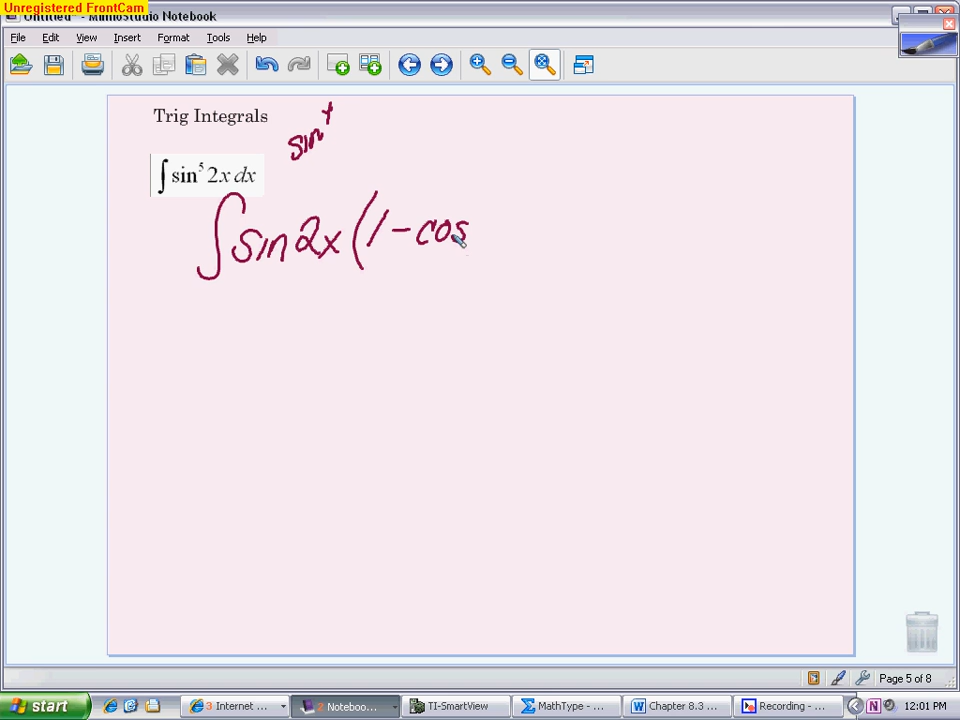 Unregistered FrontCam
Untitled* - MimioStudio Notebook
File Edit View Insert Format Tools Help
Trig Integrals
sin⁴
∫ sin⁵ 2x dx
∫ sin 2x (1 - cos
Page 5 of 8
start
3 Internet ...
2 Noteboo...
TI-SmartView
MathType - ...
Chapter 8.3 ...
Recording - ...
12:01 PM